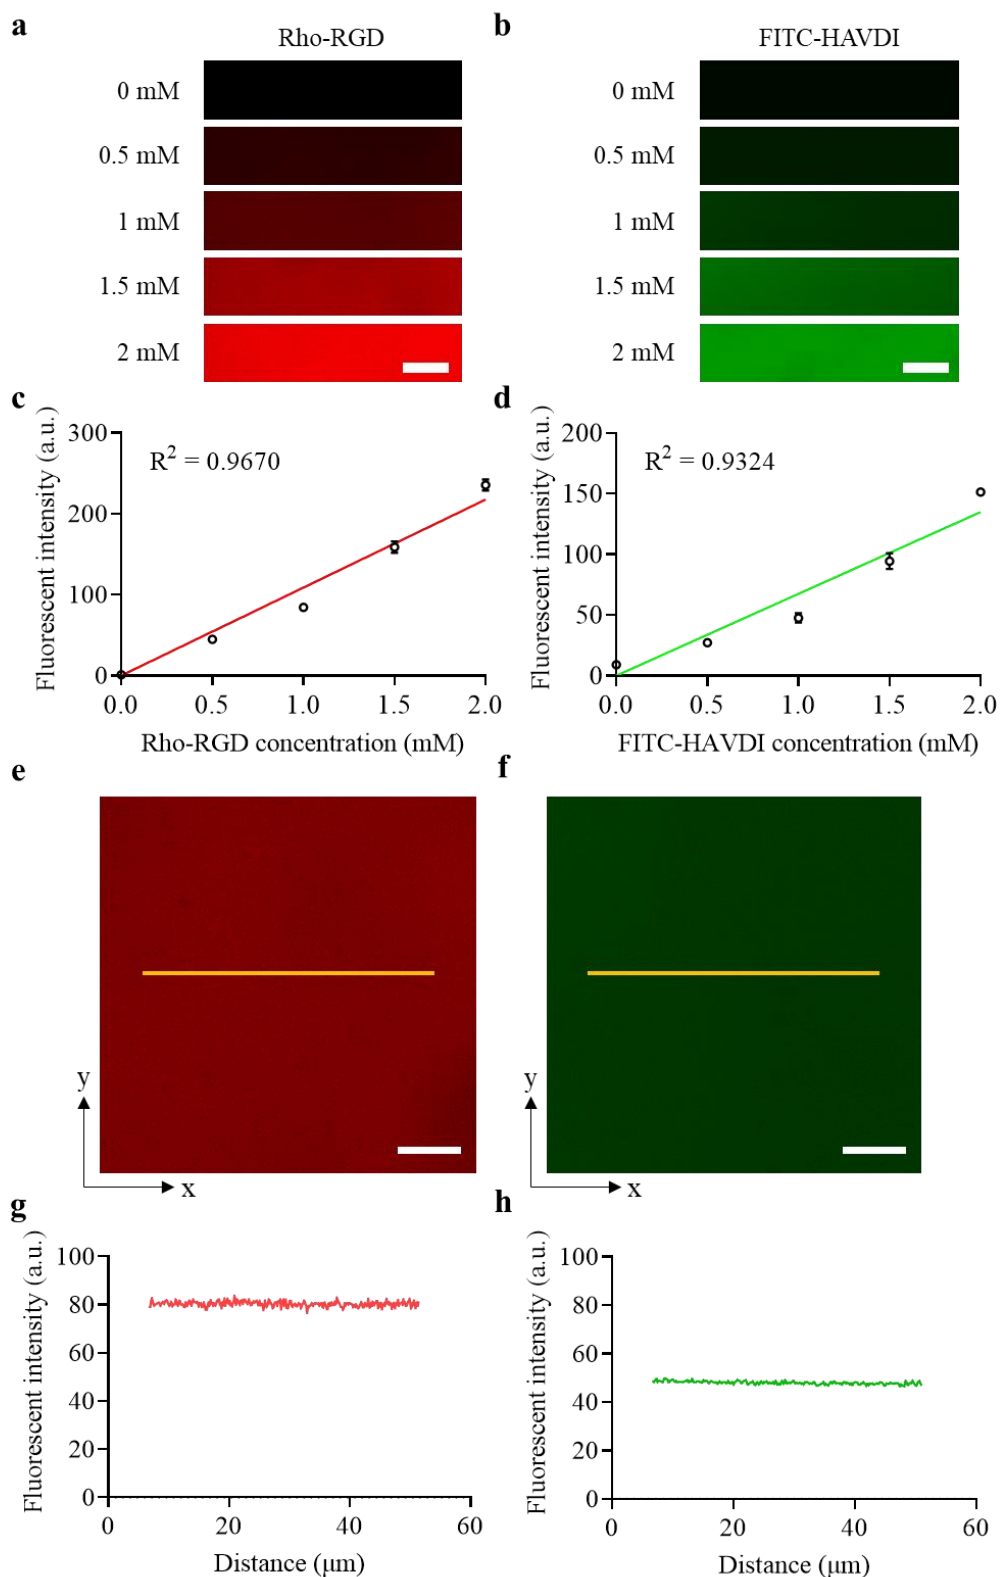 a
Rho-RGD
0 mM
0.5 mM
1 mM
1.5 mM
2 mM
b
FITC-HAVDI
0 mM
0.5 mM
1 mM
1.5 mM
2 mM
c
Fluorescent intensity (a.u.)
300
200
100
0
R² = 0.9670
0.0 0.5 1.0 1.5 2.0
Rho-RGD concentration (mM)
d
Fluorescent intensity (a.u.)
200
150
100
50
0
R² = 0.9324
0.0 0.5 1.0 1.5 2.0
FITC-HAVDI concentration (mM)
e
y
x
f
y
x
g
Fluorescent intensity (a.u.)
100
80
60
40
20
0
0 20 40 60
Distance (μm)
h
Fluorescent intensity (a.u.)
100
80
60
40
20
0
0 20 40 60
Distance (μm)